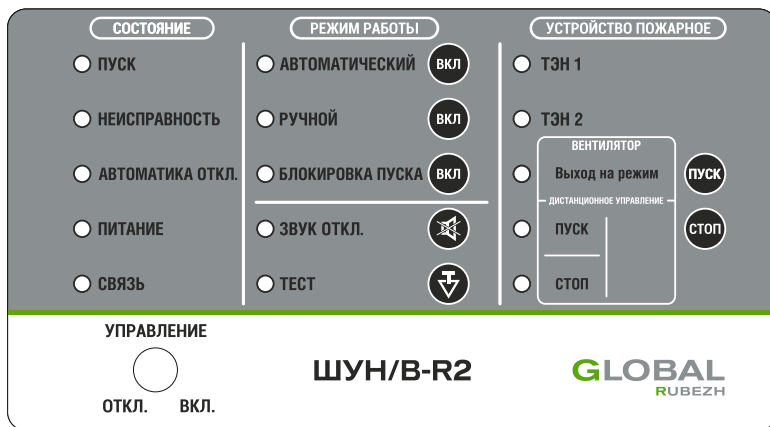 СОСТОЯНИЕ
ПУСК
НЕИСПРАВНОСТЬ
АВТОМАТИКА ОТКЛ.
ПИТАНИЕ
СВЯЗЬ
РЕЖИМ РАБОТЫ
АВТОМАТИЧЕСКИЙ ВКЛ
РУЧНОЙ ВКЛ
БЛОКИРОВКА ПУСКА ВКЛ
ЗВУК ОТКЛ.
ТЕСТ
УСТРОЙСТВО ПОЖАРНОЕ
ТЭН 1
ТЭН 2
ВЕНТИЛЯТОР
Выход на режим ПУСК
ДИСТАНЦИОННОЕ УПРАВЛЕНИЕ
ПУСК СТОП
СТОП
УПРАВЛЕНИЕ
ОТКЛ. ВКЛ.
ШУН/В-R2
GLOBAL
RUBEZH